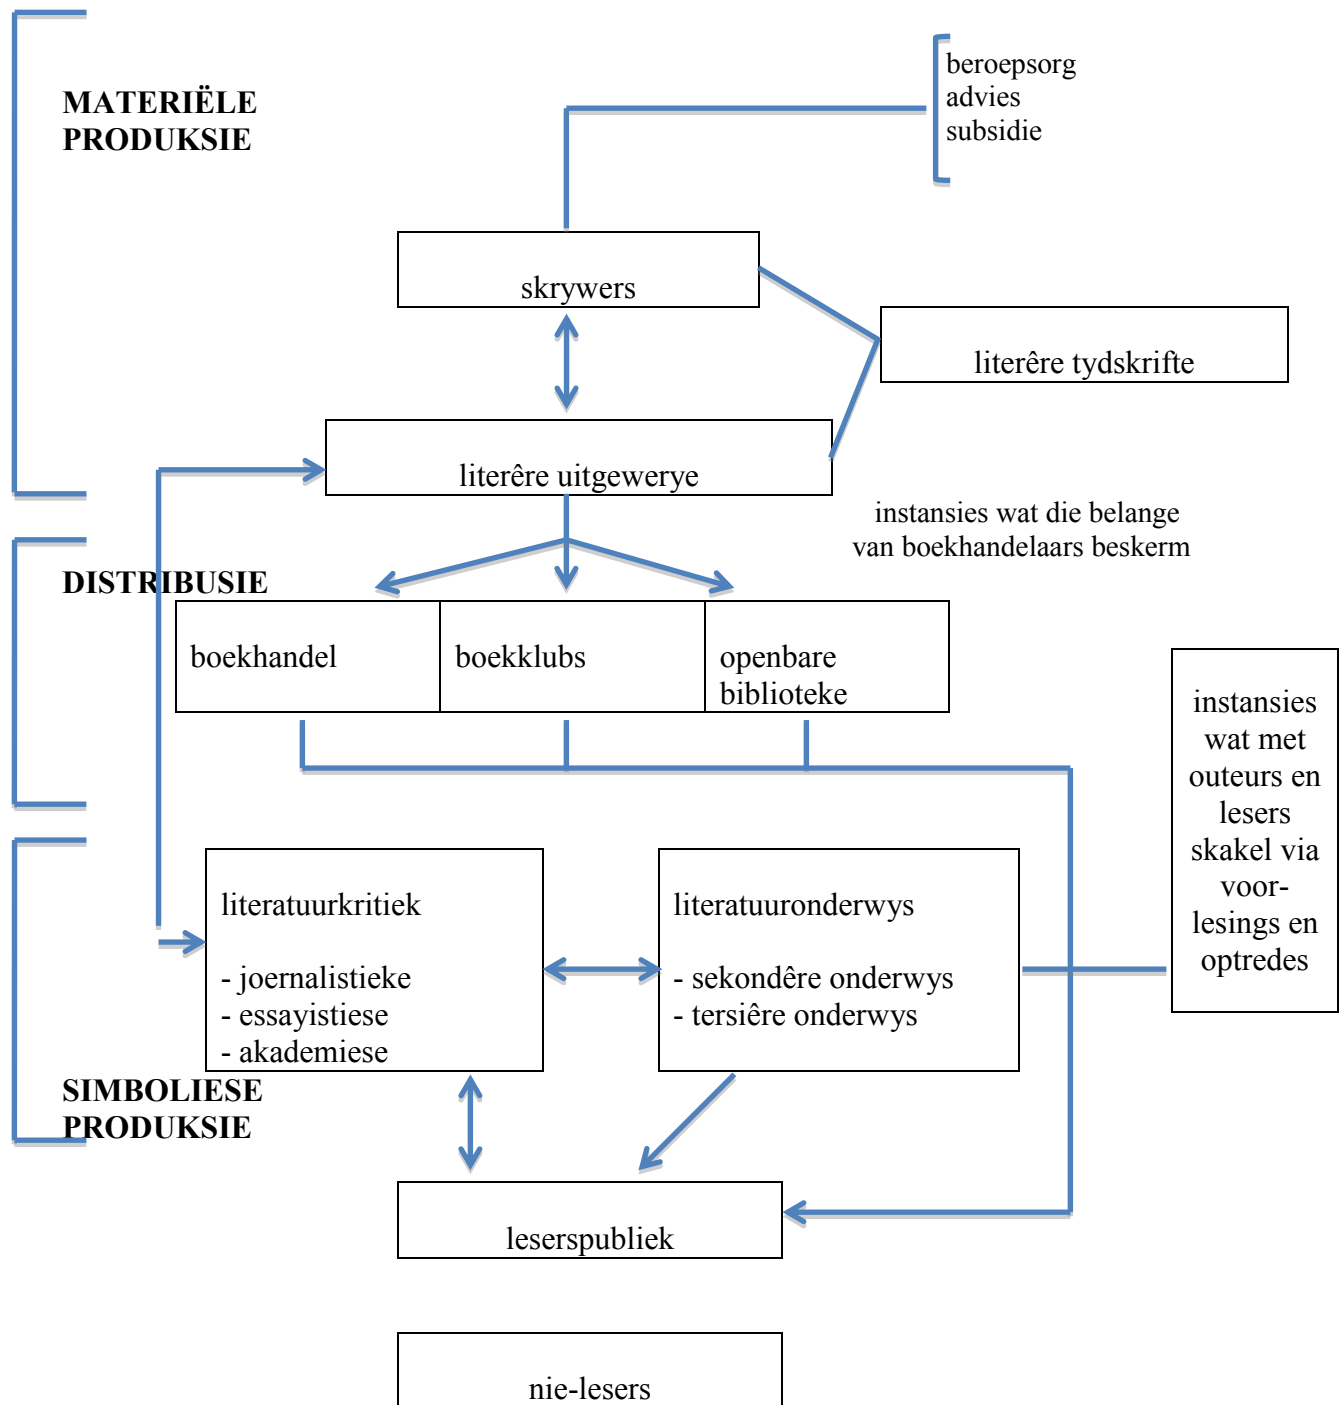 MATERIËLE
PRODUKSIE
beroepsorg
advies
subsidie
skrywers
literêre tydskrifte
literêre uitgewerye
instansies wat die belange
van boekhandelaars beskerm
DISTRIBUSIE
boekhandel
boekklubs
openbare
biblioteke
instansies
wat met
outeurs en
lesers
skakel via
voor-
lesings en
optredes
literatuurkritiek
- joernalistieke
- essayistiese
- akademiese
literatuuronderwys
- sekondêre onderwys
- tersiêre onderwys
SIMBOLIESE
PRODUKSIE
leserspubliek
nie-lesers